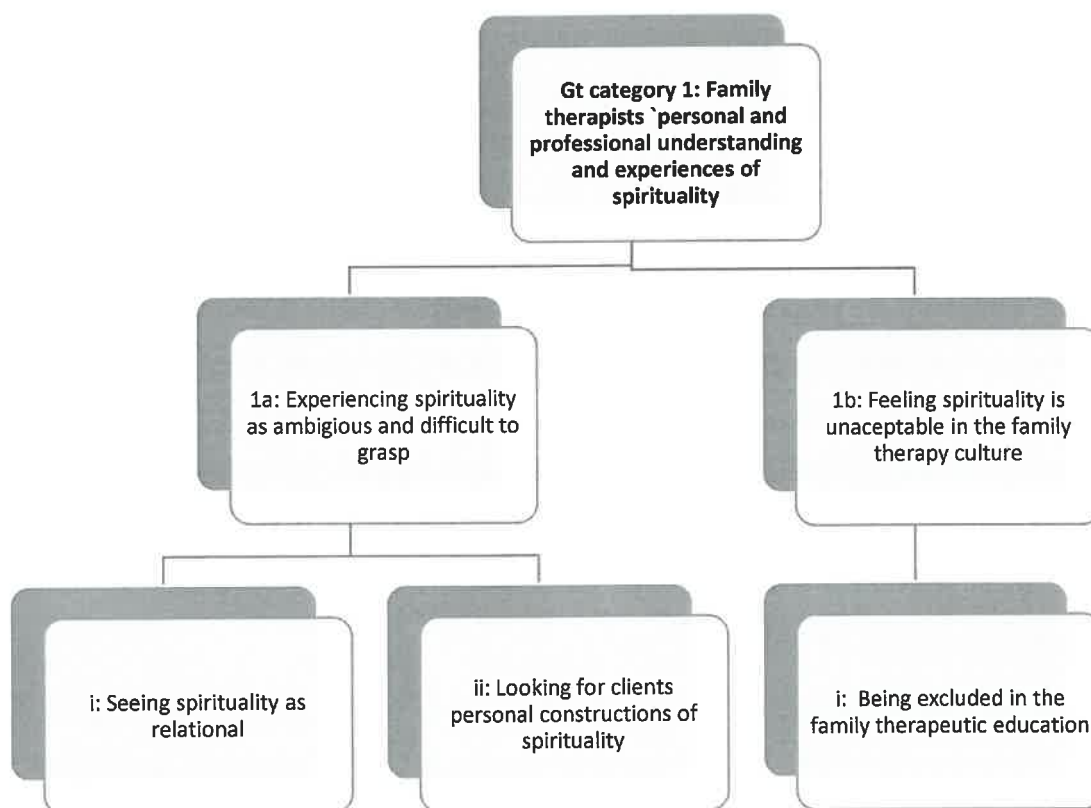 Gt category 1: Family
therapists `personal and
professional understanding
and experiences of
spirituality
1a: Experiencing spirituality
as ambigious and difficult to
grasp
1b: Feeling spirituality is
unacceptable in the family
therapy culture
i: Seeing spirituality as
relational
ii: Looking for clients
personal constructions of
spirituality
i: Being excluded in the
family therapeutic education